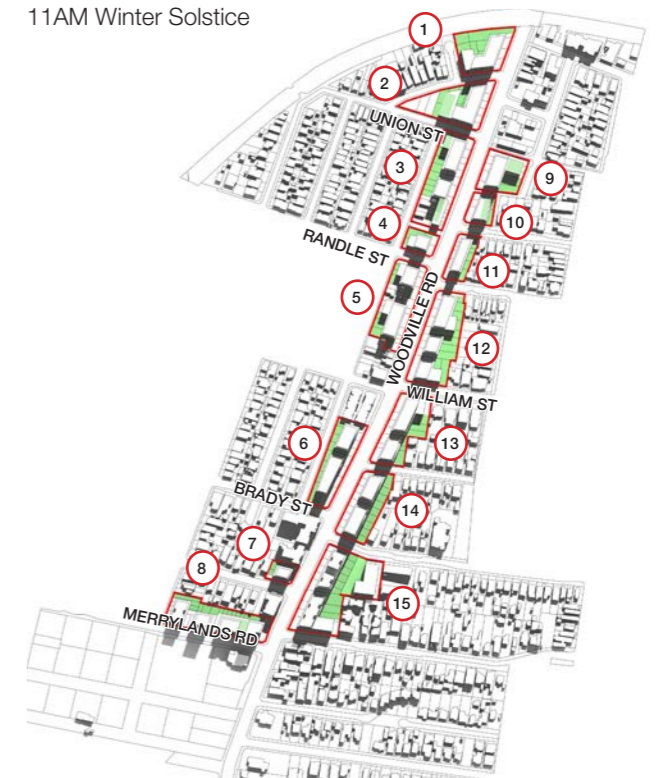 11AM Winter Solstice
1
2
UNION ST
3
9
4
10
RANDLE ST
11
5
WOODVILLE RD
12
WILLIAM ST
6
13
BRADY ST
14
7
8
15
MERRYLANDS RD